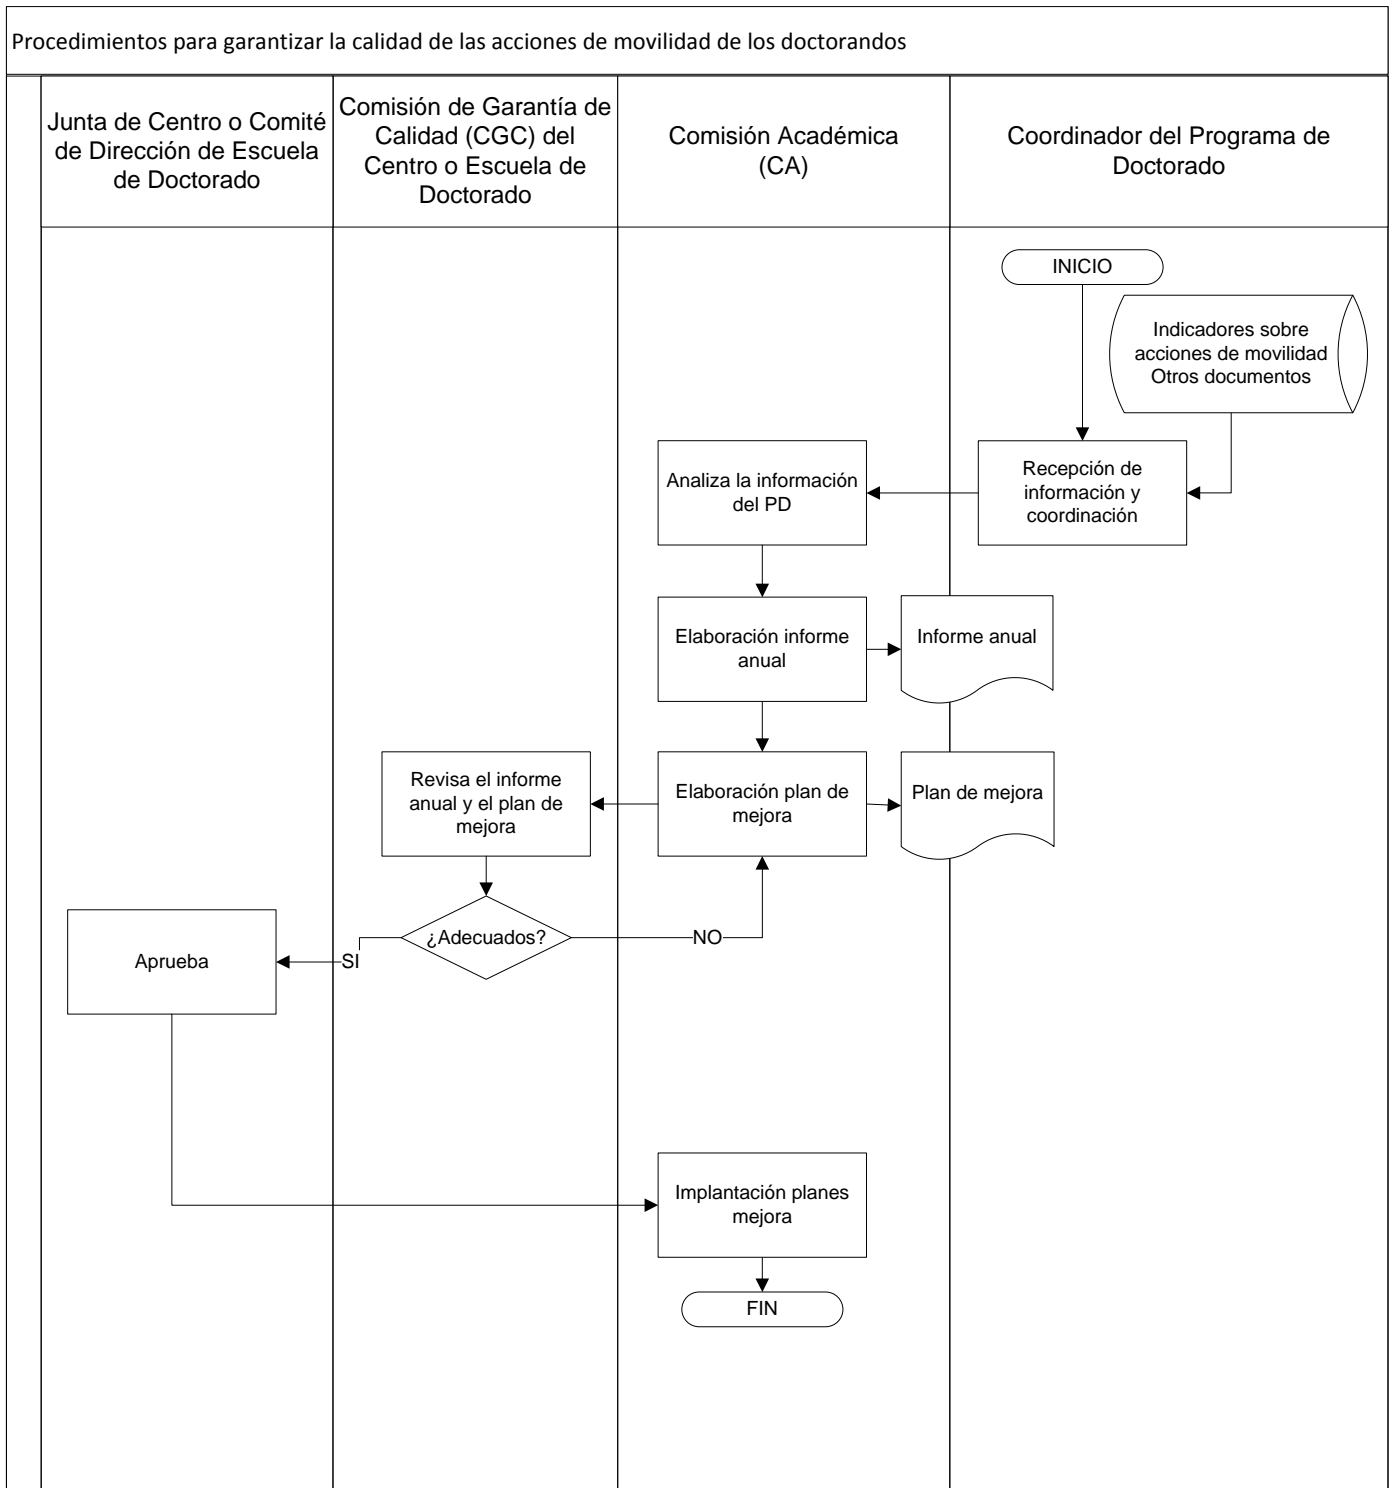 Procedimientos para garantizar la calidad de las acciones de movilidad de los doctorandos
Junta de Centro o Comité
de Dirección de Escuela
de Doctorado
Comisión de Garantía de
Calidad (CGC) del
Centro o Escuela de
Doctorado
Comisión Académica
(CA)
Coordinador del Programa de
Doctorado
INICIO
Indicadores sobre
acciones de movilidad
Otros documentos
Recepción de
información y
coordinación
Analiza la información
del PD
Elaboración informe
anual
Informe anual
Elaboración plan de
mejora
Plan de mejora
Revisa el informe
anual y el plan de
mejora
¿Adecuados?
NO
SI
Aprueba
Implantación planes
mejora
FIN